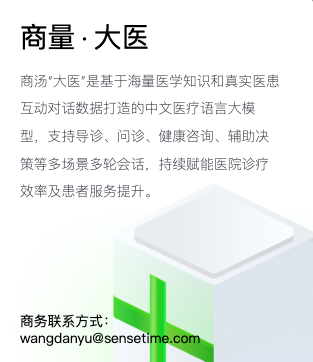 商量·大医
商汤“大医”是基于海量医学知识和真实医患
互动对话数据打造的中文医疗语言大模
型，支持导诊、问诊、健康咨询、辅助决
策等多场景多轮会话，持续赋能医院诊疗
效率及患者服务提升。
商务联系方式：
wangdanyu@sensetime.com